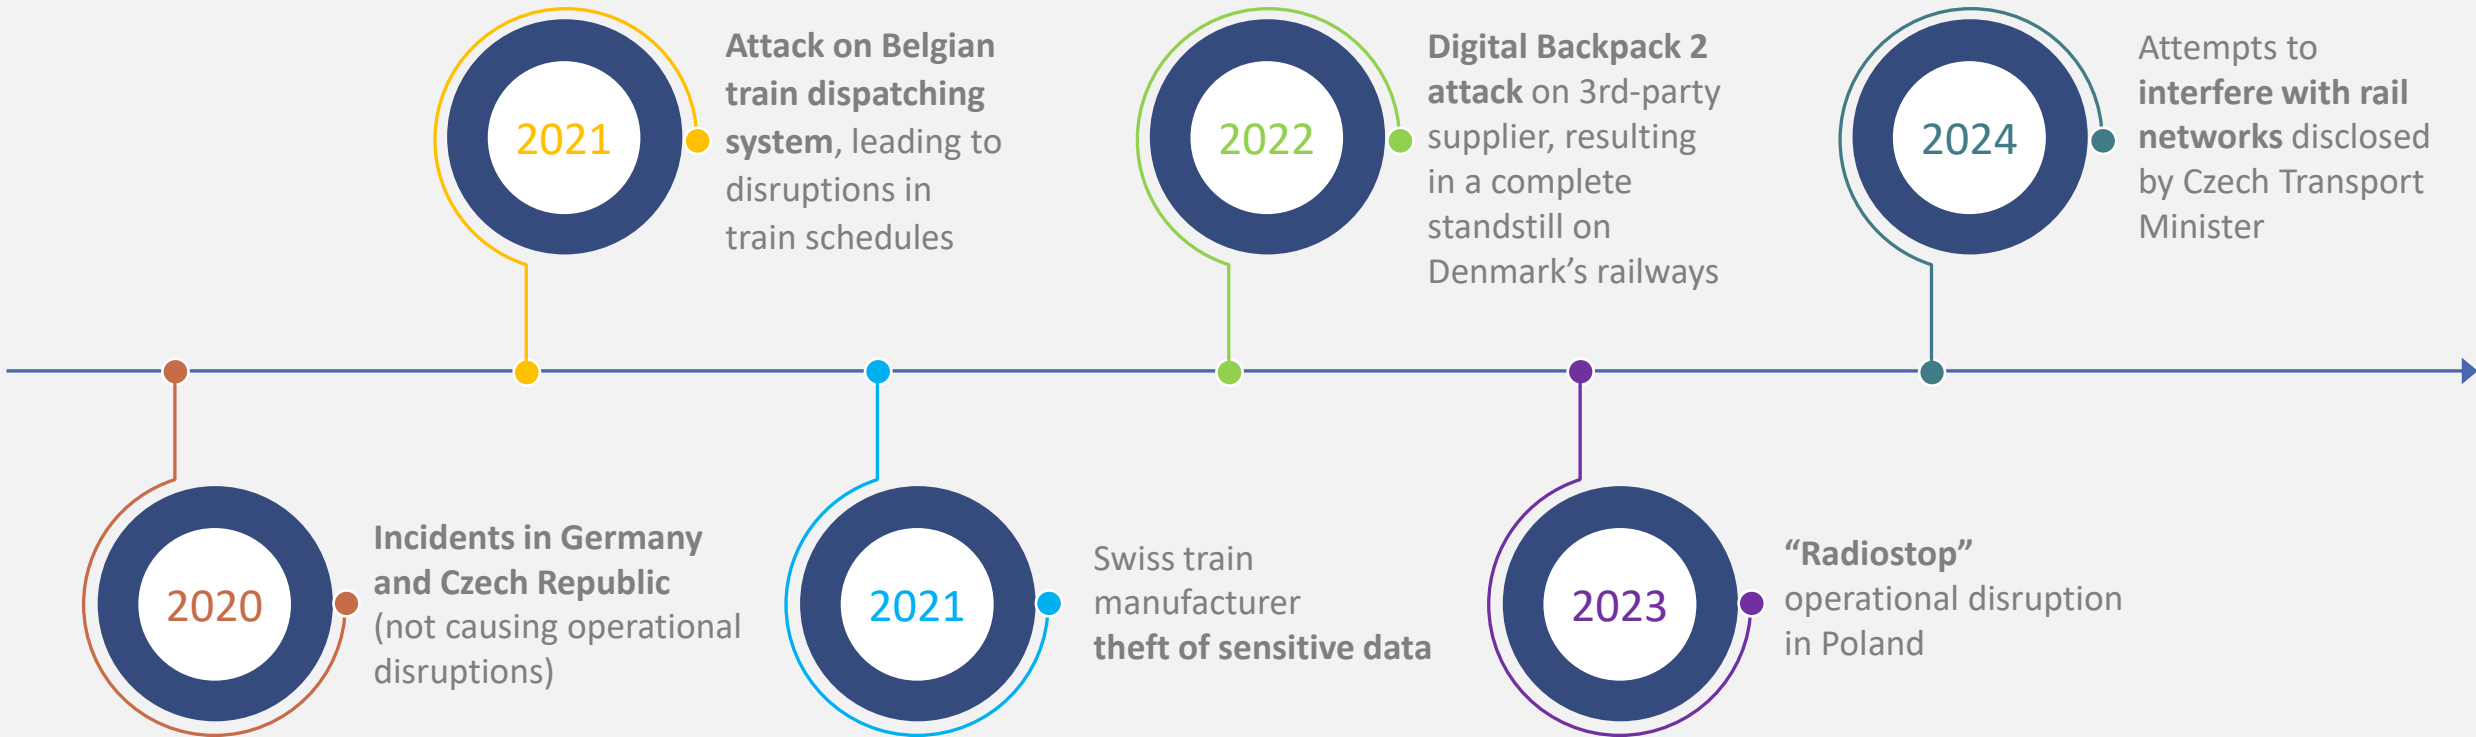 2021
Attack on Belgian
train dispatching
system, leading to
disruptions in
train schedules
2022
Digital Backpack 2
attack on 3rd-party
supplier, resulting
in a complete
standstill on
Denmark’s railways
2024
Attempts to
interfere with rail
networks disclosed
by Czech Transport
Minister
2020
Incidents in Germany
and Czech Republic
(not causing operational
disruptions)
2021
Swiss train
manufacturer
theft of sensitive data
2023
“Radiostop”
operational disruption
in Poland